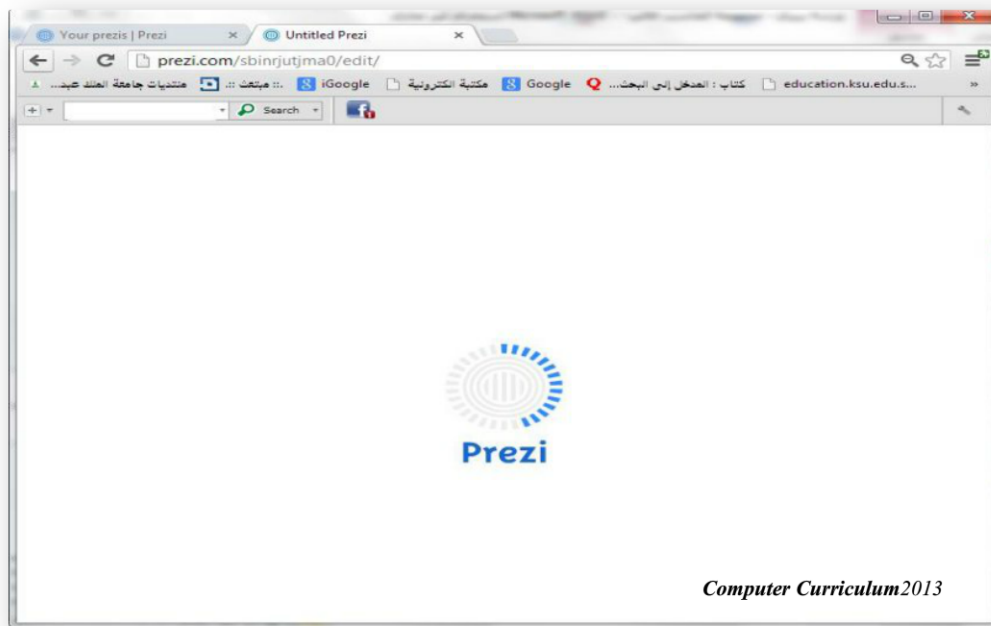 Your prezis | Prezi
Untitled Prezi
prezi.com/sbinrjutjma0/edit/
منتديات جامعة الملك عبد... ::. مبتعث ::. iGoogle مكتبة الكترونية Google كتاب : المدخل إلى البحث... education.ksu.edu.s... »
Search
Prezi
Computer Curriculum2013